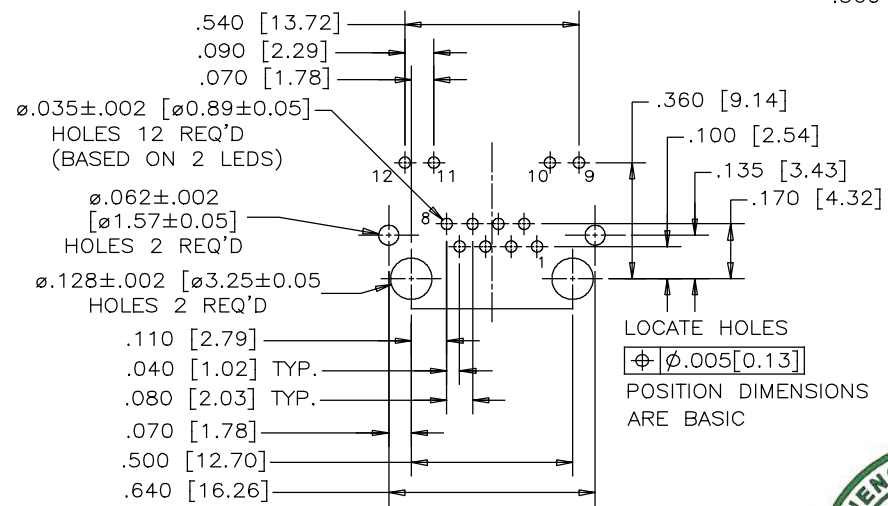 .540 [13.72]
.090 [2.29]
.070 [1.78]
ø.035±.002 [ø0.89±0.05]
HOLES 12 REQ'D
(BASED ON 2 LEDS)
.360 [9.14]
.100 [2.54]
.135 [3.43]
.170 [4.32]
12
11
10
9
ø.062±.002
[ø1.57±0.05]
HOLES 2 REQ'D
8
1
ø.128±.002 [ø3.25±0.05
HOLES 2 REQ'D
.110 [2.79]
.040 [1.02] TYP.
.080 [2.03] TYP.
.070 [1.78]
.500 [12.70]
.640 [16.26]
LOCATE HOLES
⌖ Ø.005[0.13]
POSITION DIMENSIONS
ARE BASIC